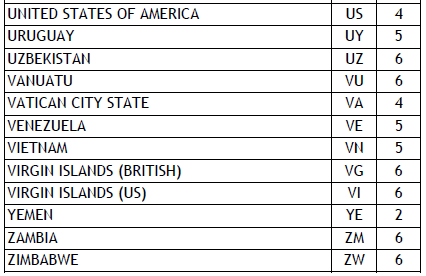 UNITED STATES OF AMERICA US 4
URUGUAY UY 5
UZBEKISTAN UZ 6
VANUATU VU 6
VATICAN CITY STATE VA 4
VENEZUELA VE 5
VIETNAM VN 5
VIRGIN ISLANDS (BRITISH) VG 6
VIRGIN ISLANDS (US) VI 6
YEMEN YE 2
ZAMBIA ZM 6
ZIMBABWE ZW 6